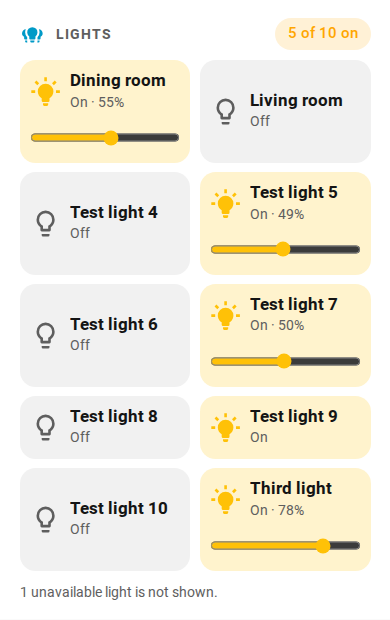 LIGHTS
5 of 10 on
Dining room
On · 55%
Living room
Off
Test light 4
Off
Test light 5
On · 49%
Test light 6
Off
Test light 7
On · 50%
Test light 8
Off
Test light 9
On
Test light 10
Off
Third light
On · 78%
1 unavailable light is not shown.